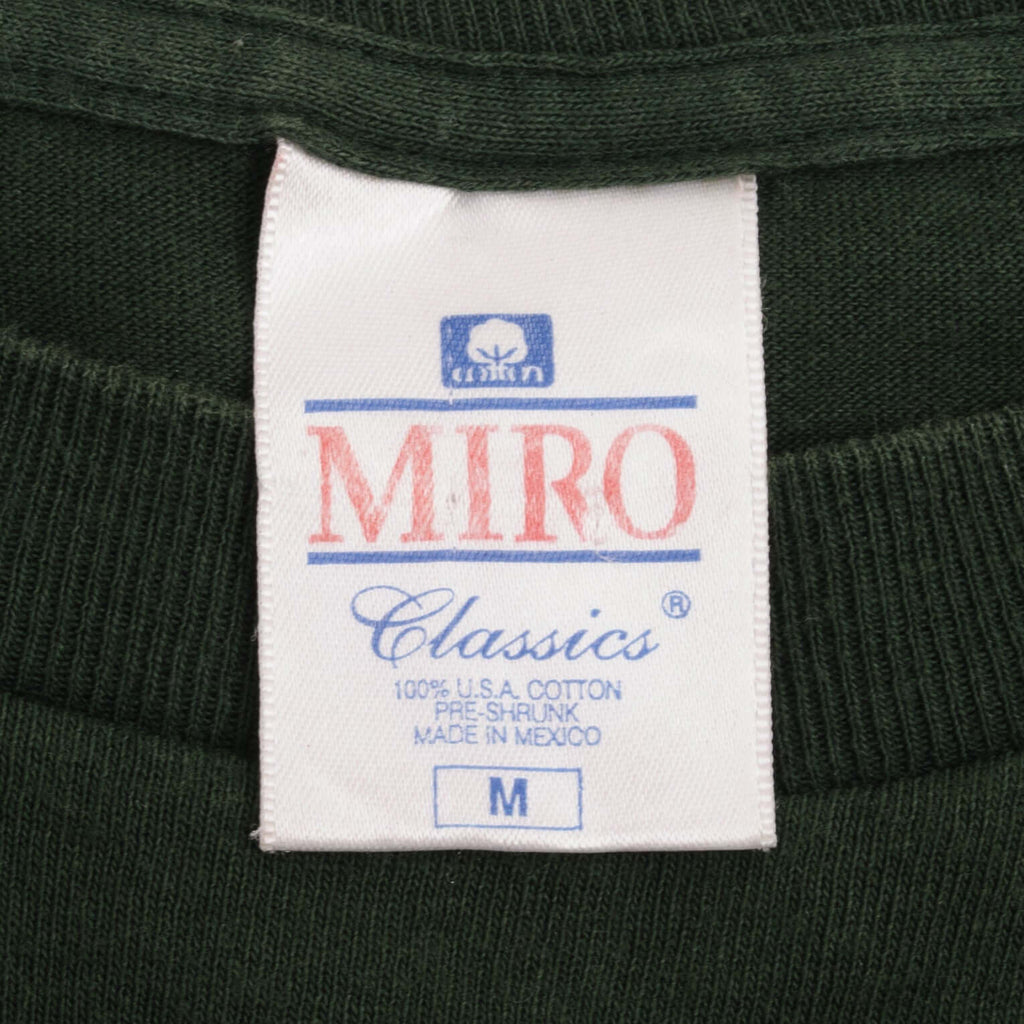 cotton
MIRO
Classics®
100% U.S.A. COTTON
PRE-SHRUNK
MADE IN MEXICO
M